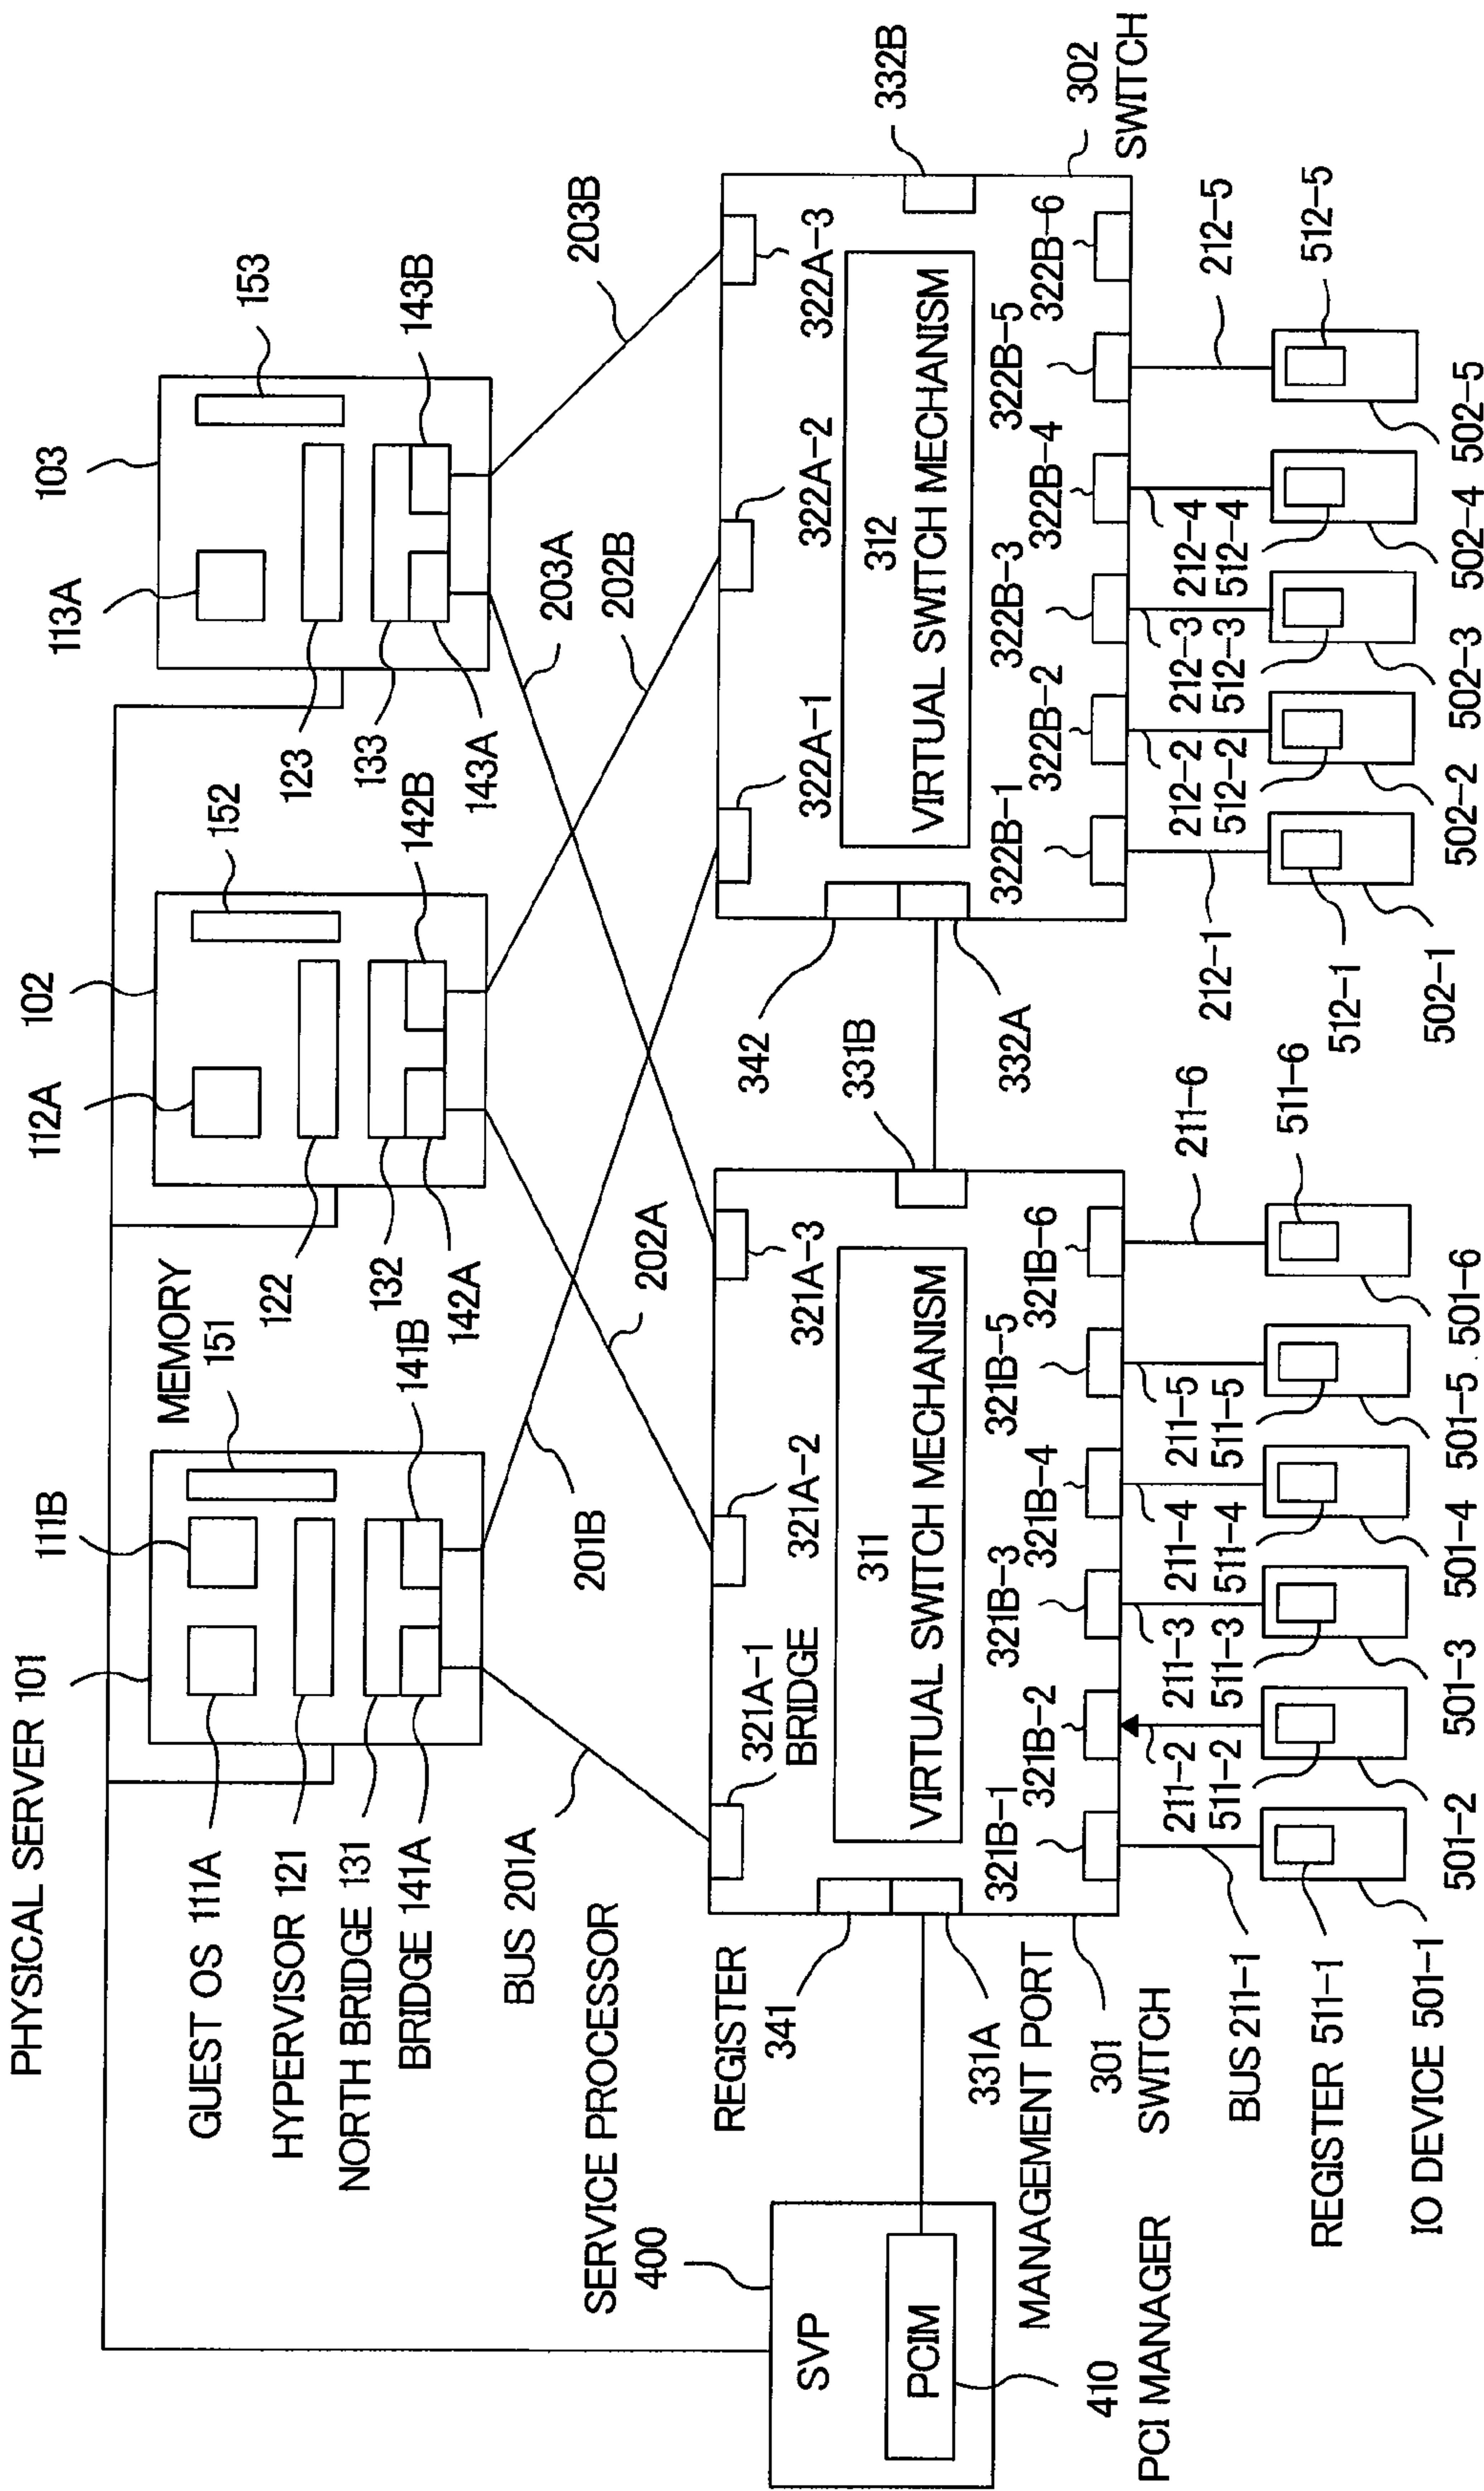 PHYSICAL SERVER 101
111B
102
112A
103
113A
MEMORY
151
152
153
GUEST OS 111A
HYPERVISOR 121
NORTH BRIDGE 131
BRIDGE 141A
141B
122
132
142A
142B
123
133
143A
143B
BUS 201A
201B
202A
202B
203A
203B
SERVICE PROCESSOR
400
SVP
PCIM
410
PCI MANAGER
REGISTER
341
331A
MANAGEMENT PORT
301
SWITCH
321A-1
BRIDGE
321A-2
321A-3
311
VIRTUAL SWITCH MECHANISM
331B
321B-1
321B-2
321B-3
321B-4
321B-5
321B-6
342
332A
322A-1
322A-2
322A-3
312
VIRTUAL SWITCH MECHANISM
332B
302
SWITCH
322B-1
322B-2
322B-3
322B-4
322B-5
322B-6
BUS 211-1
211-2
211-3
211-4
211-5
211-6
REGISTER 511-1
511-2
511-3
511-4
511-5
511-6
IO DEVICE 501-1
501-2
501-3
501-4
501-5
501-6
212-1
212-2
212-3
212-4
212-5
512-1
512-2
512-3
512-4
512-5
502-1
502-2
502-3
502-4
502-5